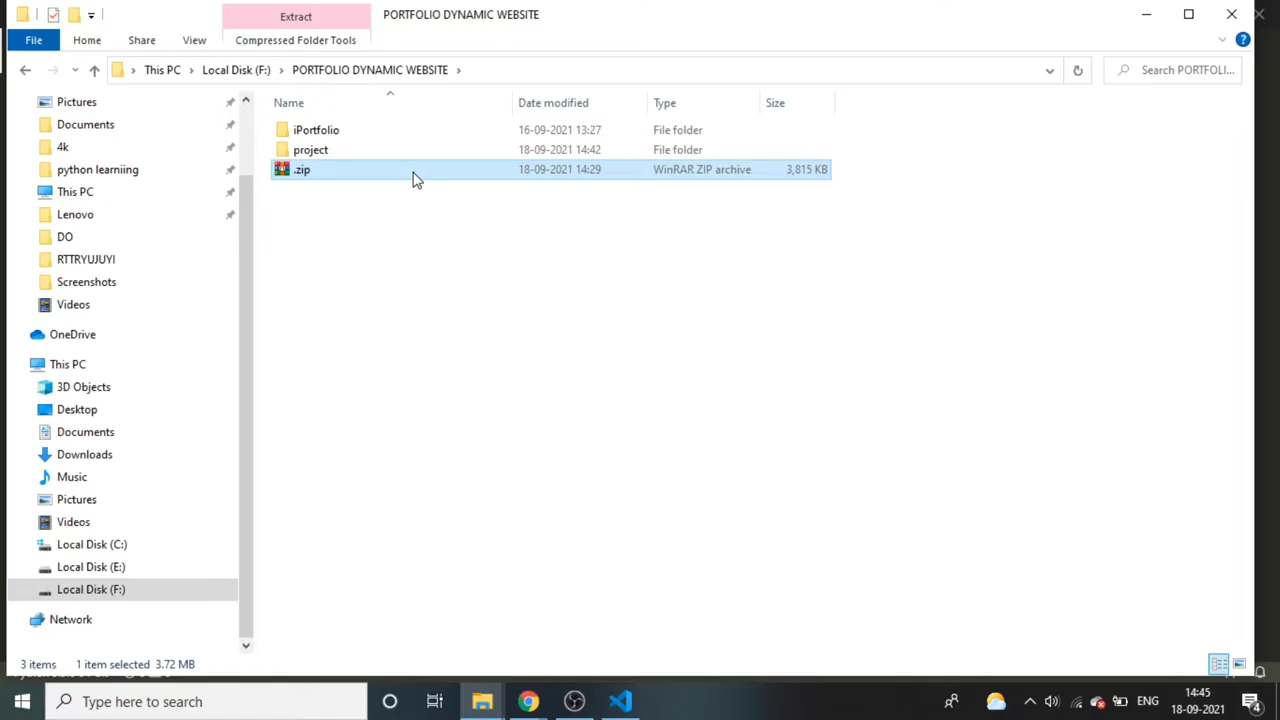 Extract
PORTFOLIO DYNAMIC WEBSITE
File
Home
Share
View
Compressed Folder Tools
This PC
Local Disk (F:)
PORTFOLIO DYNAMIC WEBSITE
Search PORTFOLI...
Name
Date modified
Type
Size
iPortfolio
16-09-2021 13:27
File folder
project
18-09-2021 14:42
File folder
.zip
18-09-2021 14:29
WinRAR ZIP archive
3,815 KB
Pictures
Documents
4k
python learniing
This PC
Lenovo
DO
RTTRYUJUYI
Screenshots
Videos
OneDrive
This PC
3D Objects
Desktop
Documents
Downloads
Music
Pictures
Videos
Local Disk (C:)
Local Disk (E:)
Local Disk (F:)
Network
3 items
1 item selected 3.72 MB
Type here to search
ENG
14:45
18-09-2021
4